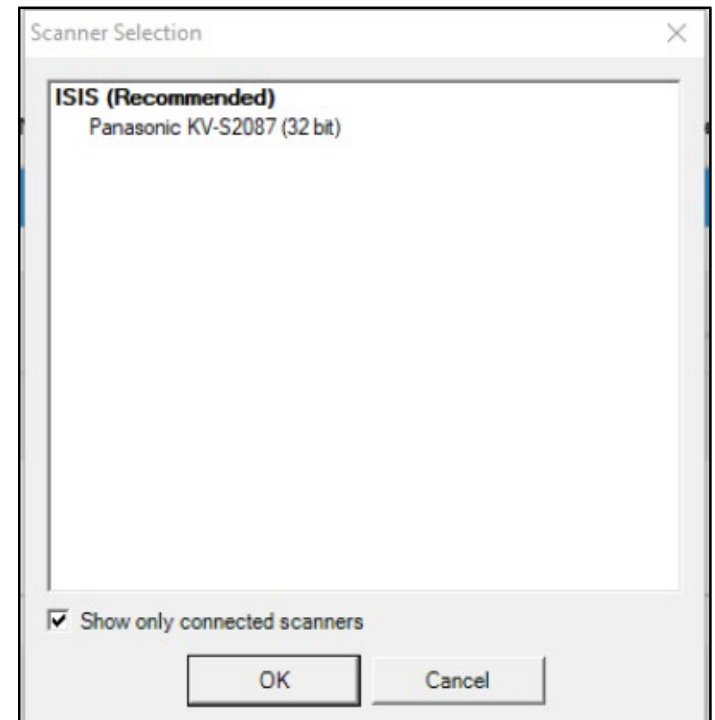 Scanner Selection
ISIS (Recommended)
Panasonic KV-S2087 (32 bit)
Show only connected scanners
OK
Cancel